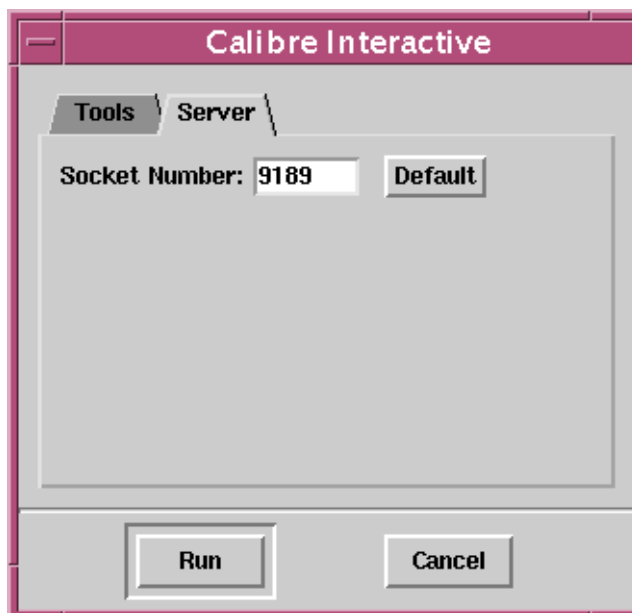 Calibre Interactive
Tools Server
Socket Number: 9189 Default
Run Cancel